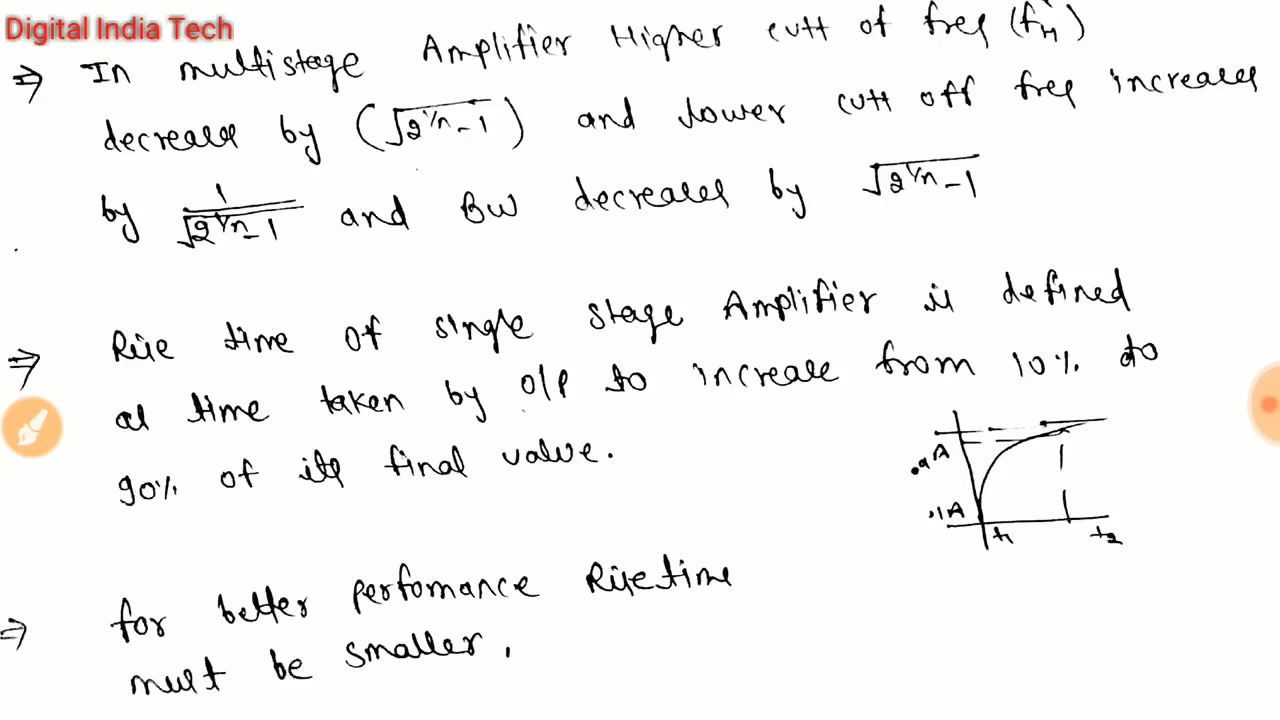 Digital India Tech
⇒ In multistage Amplifier Higher cutt of freq (fH*)
decreases by (√(2^(1/n) - 1)) and lower cutt off freq increases
by 1/√(2^(1/n) - 1) and BW decreases by √(2^(1/n) - 1)
⇒ Rise time of single stage Amplifier is defined
as time taken by O/P to increase from 10% to
90% of its final value.
.9A
.1A
t1 t2
⇒ for better perfomance Rise time
must be smaller.